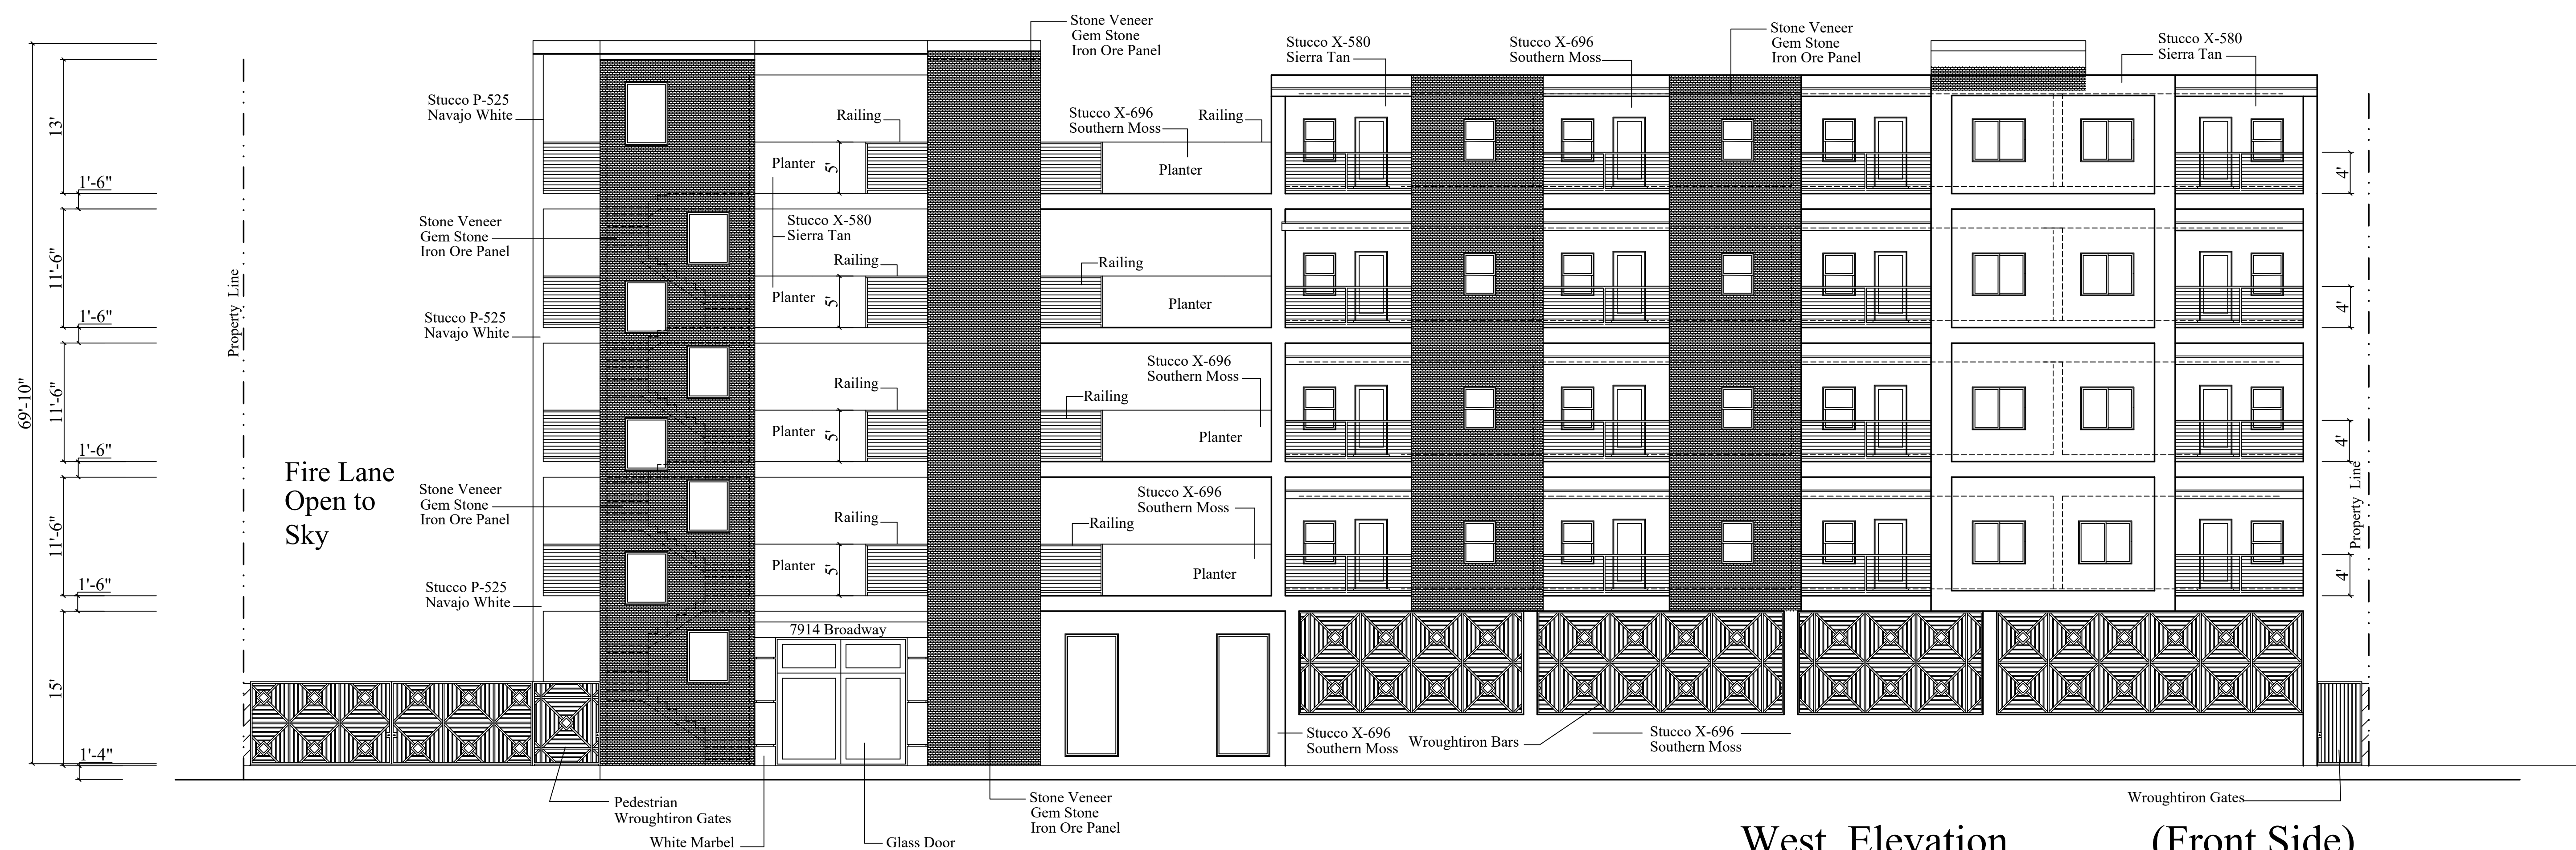 Stone Veneer
Gem Stone
Iron Ore Panel
Stone Veneer
Gem Stone
Iron Ore Panel
Stucco X-580
Sierra Tan
Stucco X-696
Southern Moss
Stucco X-580
Sierra Tan
Stucco P-525
Navajo White
Railing
Stucco X-696
Southern Moss
Railing
13'
Planter
5'
Planter
4'
1'-6"
Stone Veneer
Gem Stone
Iron Ore Panel
Stucco X-580
Sierra Tan
11'-6"
Railing
Railing
Property Line
Planter
5'
Planter
4'
1'-6"
Stucco P-525
Navajo White
69'-10"
11'-6"
Railing
Stucco X-696
Southern Moss
Railing
Planter
5'
Planter
4'
1'-6"
Fire Lane
Open to
Sky
Stone Veneer
Gem Stone
Iron Ore Panel
Stucco X-696
Southern Moss
Property Line
11'-6"
Railing
Railing
Planter
5'
Planter
4'
1'-6"
Stucco P-525
Navajo White
7914 Broadway
15'
1'-4"
Stucco X-696
Southern Moss
Wroughtiron Bars
Stucco X-696
Southern Moss
Pedestrian
Wroughtiron Gates
White Marbel
Glass Door
Stone Veneer
Gem Stone
Iron Ore Panel
Wroughtiron Gates
West Elevation (Front Side)